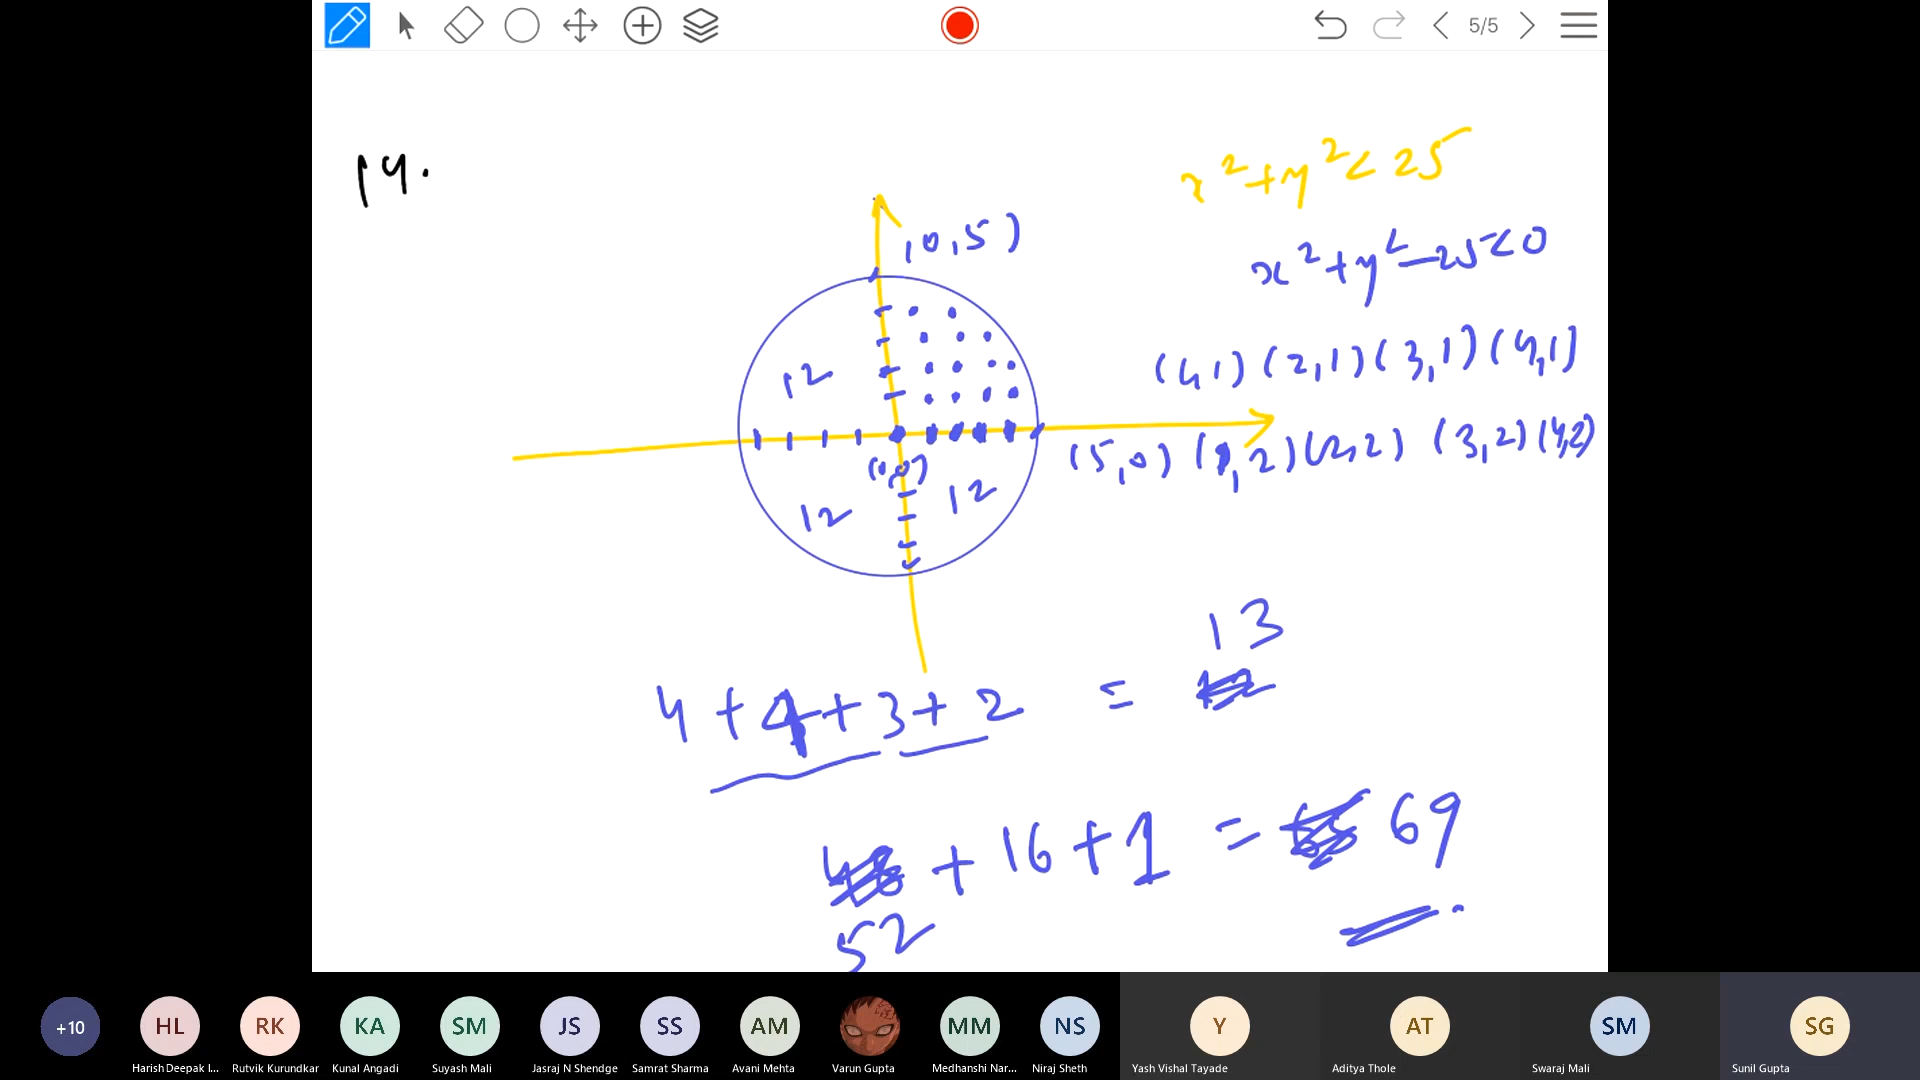 5/5
14.
x² + y² < 25
(0,5)
x² + y² - 25 < 0
12
(1,1) (2,1) (3,1) (4,1)
(5,0) (1,2) (2,2) (3,2) (4,2)
(0,0)
12
12
13
4 + 4 + 3 + 2 =
+ 16 + 1 = 69
52
+10
HL
RK
KA
SM
JS
SS
AM
MM
NS
Y
AT
SM
SG
Harish Deepak I...
Rutvik Kurundkar
Kunal Angadi
Suyash Mali
Jasraj N Shendge
Samrat Sharma
Avani Mehta
Varun Gupta
Medhanshi Nar...
Niraj Sheth
Yash Vishal Tayade
Aditya Thole
Swaraj Mali
Sunil Gupta